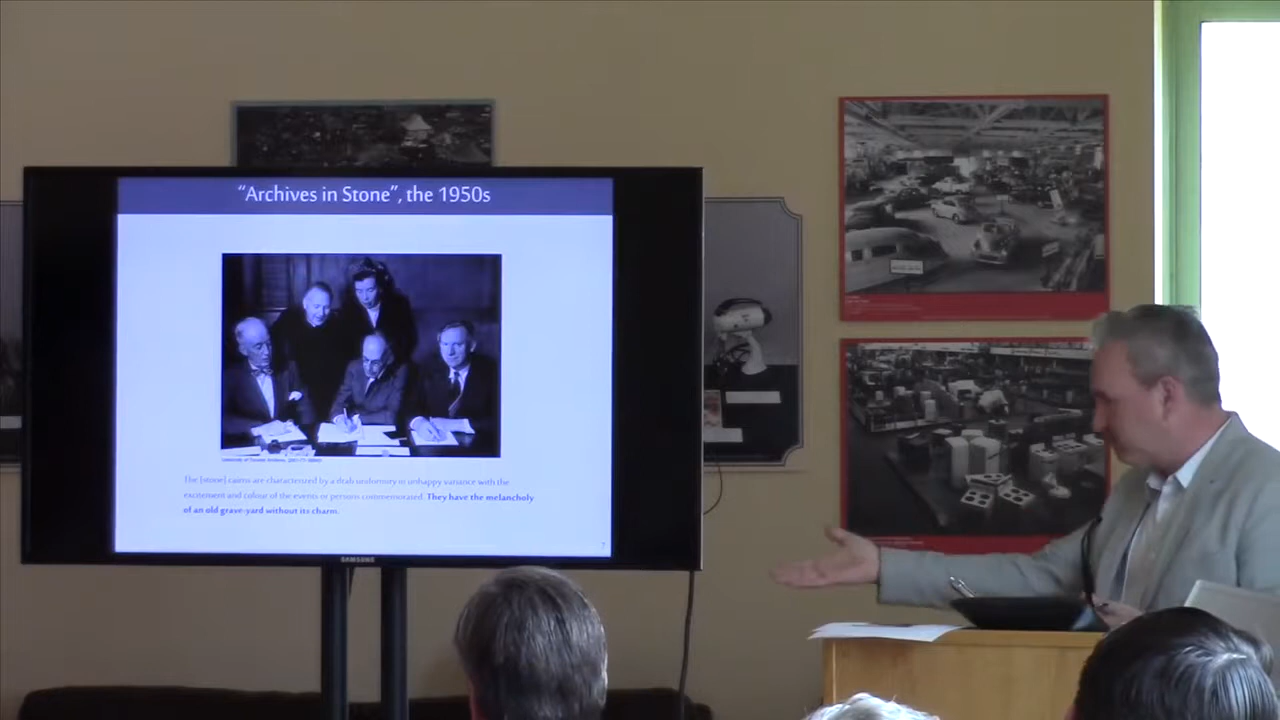 "Archives in Stone", the 1950s
The [stone] cairns are characterized by a drab uniformity in unhappy variance with the
excitement and colour of the events or persons commemorated. They have the melancholy
of an old grave-yard without its charm.
7
SAMSUNG